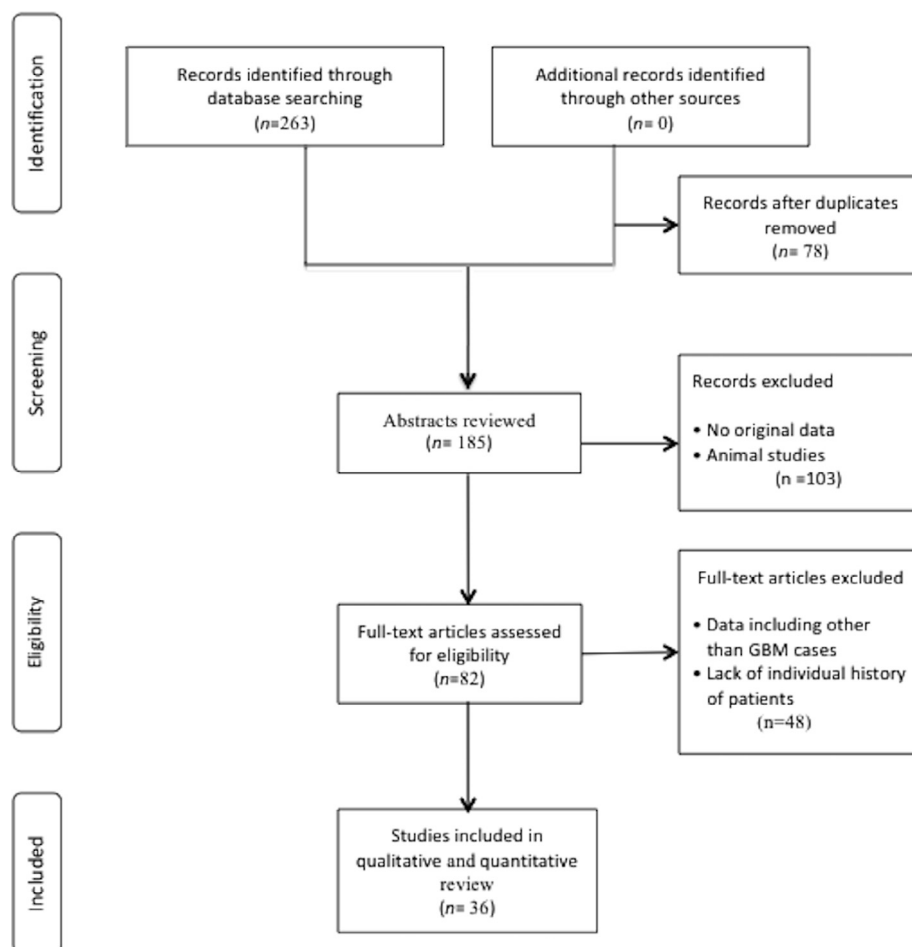 Identification
Records identified through
database searching
(n=263)
Additional records identified
through other sources
(n= 0)
Records after duplicates
removed
(n= 78)
Screening
Abstracts reviewed
(n= 185)
Records excluded
• No original data
• Animal studies
(n =103)
Eligibility
Full-text articles assessed
for eligibility
(n=82)
Full-text articles excluded
• Data including other
than GBM cases
• Lack of individual history
of patients
(n=48)
Included
Studies included in
qualitative and quantitative
review
(n= 36)